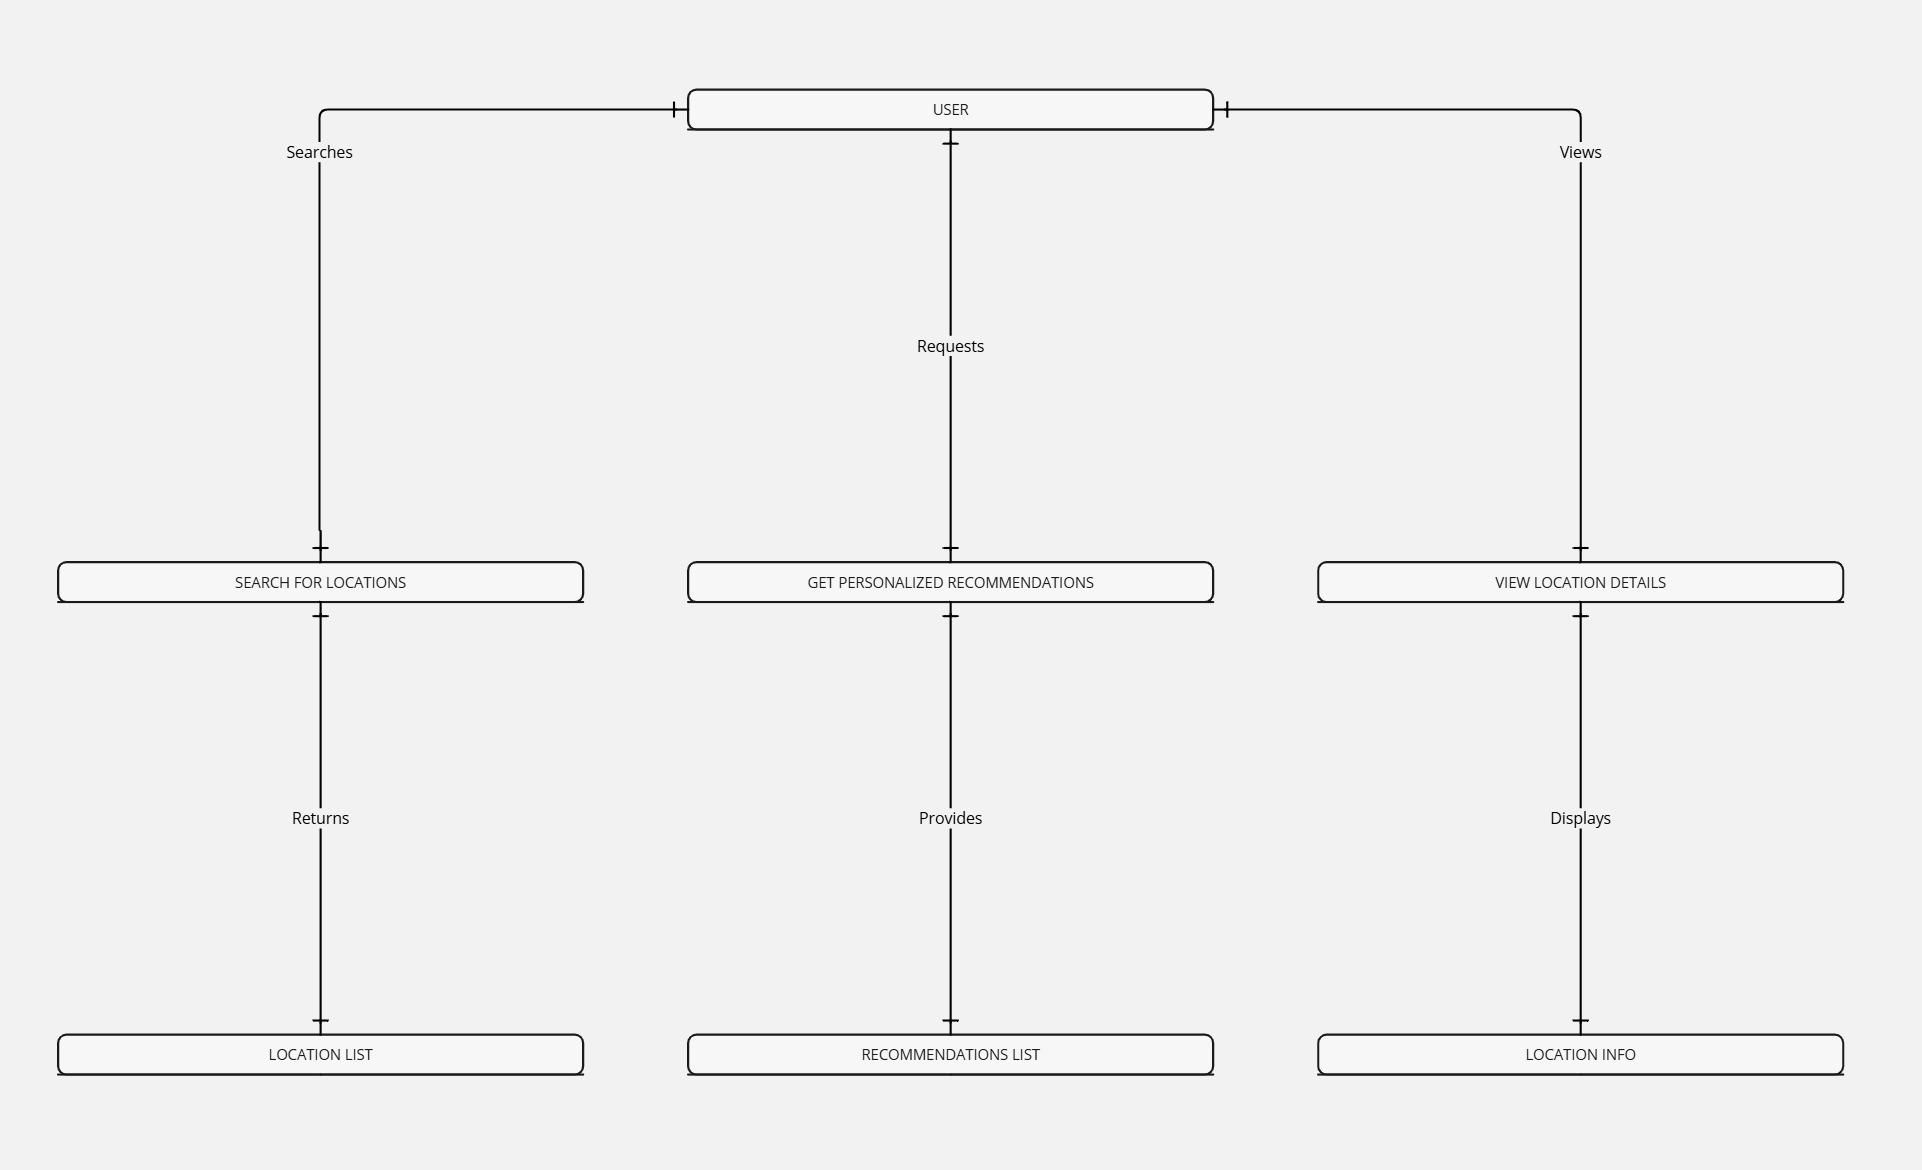 USER
Searches
Views
Requests
SEARCH FOR LOCATIONS
GET PERSONALIZED RECOMMENDATIONS
VIEW LOCATION DETAILS
Returns
Provides
Displays
LOCATION LIST
RECOMMENDATIONS LIST
LOCATION INFO